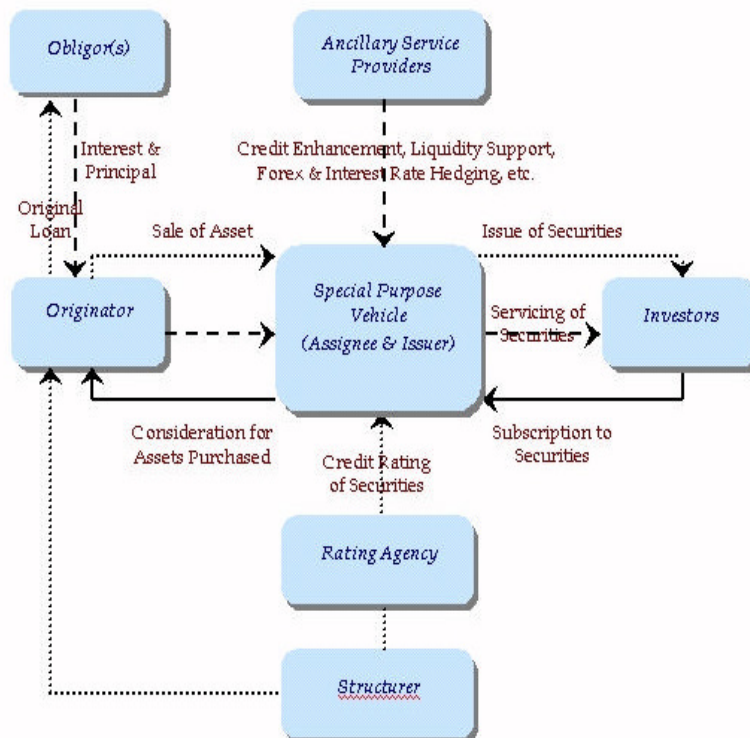 Obligor(s)
Ancillary Service
Providers
Interest &
Principal
Credit Enhancement, Liquidity Support,
Forex & Interest Rate Hedging, etc.
Original
Loan
Sale of Asset
Issue of Securities
Originator
Special Purpose
Vehicle
(Assignee & Issuer)
Servicing of
Securities
Investors
Consideration for
Assets Purchased
Subscription to
Securities
Credit Rating
of Securities
Rating Agency
Structurer